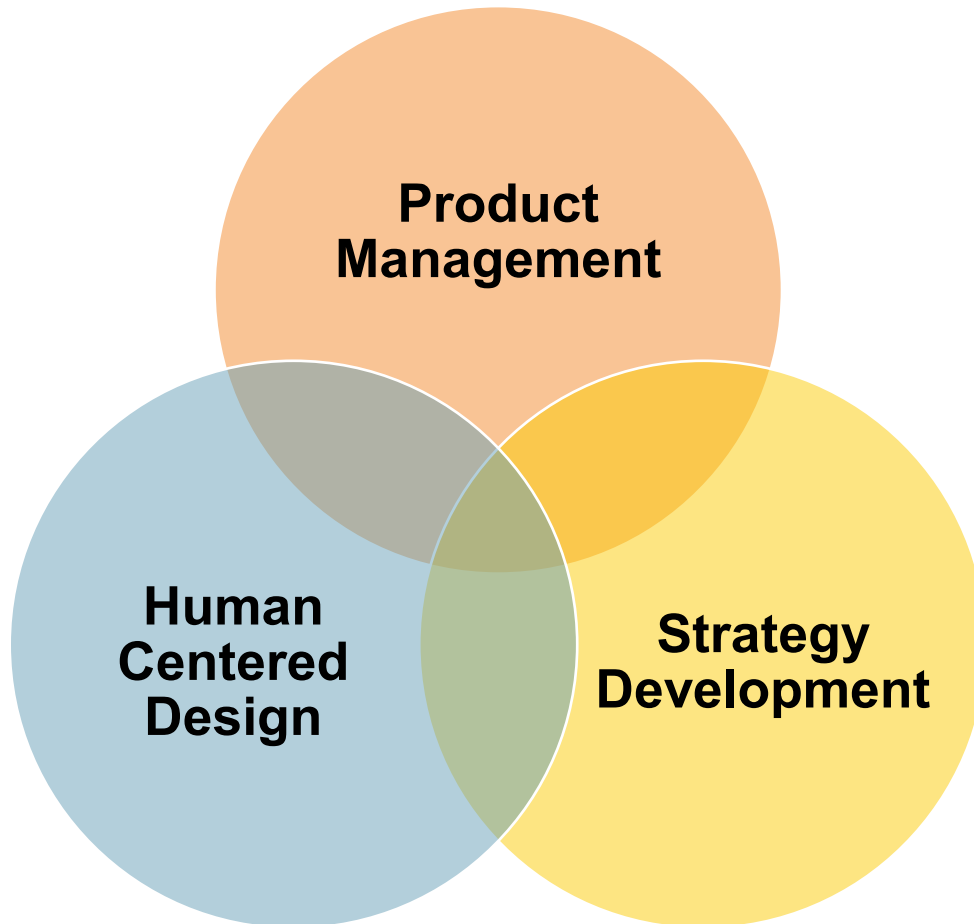 Product
Management
Human
Centered
Design
Strategy
Development